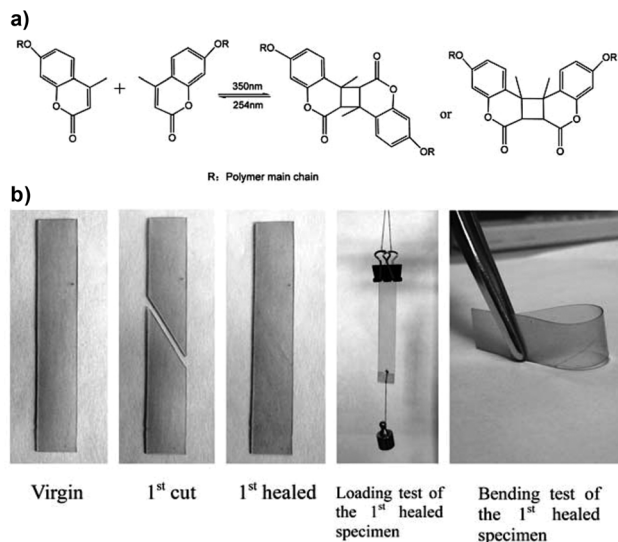 a)
RO
OR
RO
O
OR
RO
O
O
+
350nm
254nm
or
O
O
O
O
O
O
O
O
OR
O
O
R: Polymer main chain
b)
Virgin
1st cut
1st healed
Loading test of
the 1st healed
specimen
Bending test of
the 1st healed
specimen